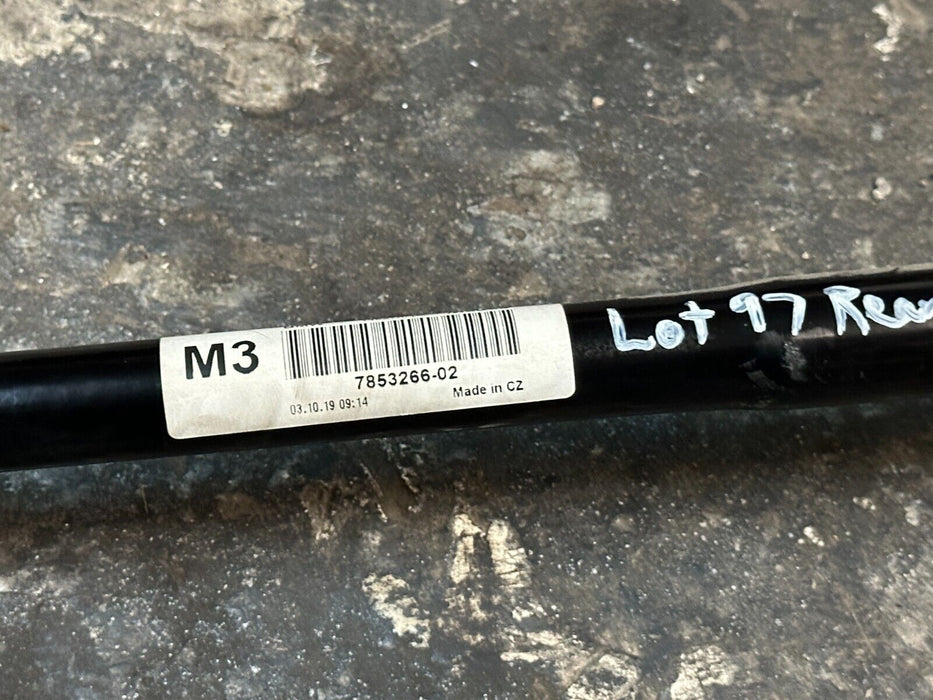 M3
7853266-02
03.10.19 09:14
Made in CZ
Lot 97